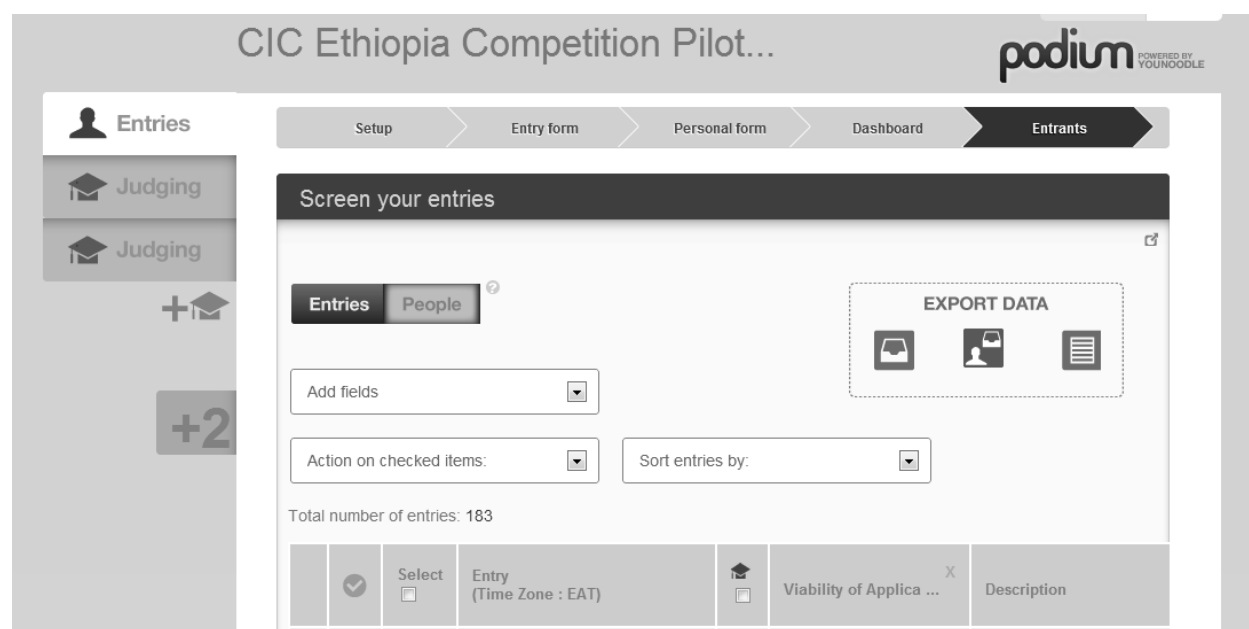 CIC Ethiopia Competition Pilot...
podium POWERED BY
YOUNOODLE
Entries
Judging
Judging
+2
Setup
Entry form
Personal form
Dashboard
Entrants
Screen your entries
Entries
People
?
EXPORT DATA
Add fields
Action on checked items:
Sort entries by:
Total number of entries: 183
Select
Entry
(Time Zone : EAT)
Viability of Applica ...
X
Description